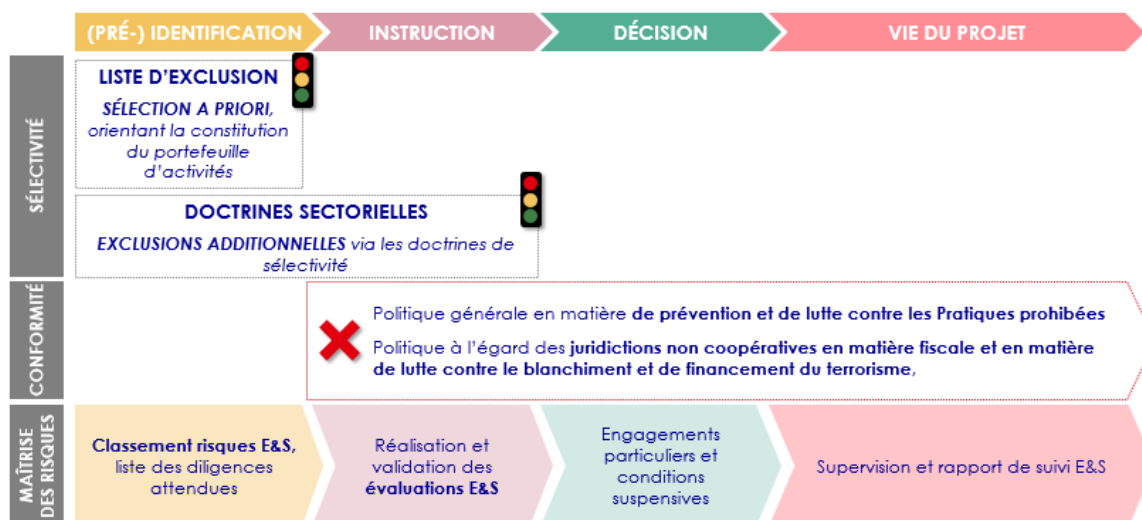 (PRÉ-) IDENTIFICATION
INSTRUCTION
DÉCISION
VIE DU PROJET
SÉLECTIVITÉ
LISTE D'EXCLUSION
SÉLECTION A PRIORI,
orientant la constitution
du portefeuille
d'activités
DOCTRINES SECTORIELLES
EXCLUSIONS ADDITIONNELLES via les doctrines de
sélectivité
CONFORMITÉ
Politique générale en matière de prévention et de lutte contre les Pratiques prohibées
Politique à l'égard des juridictions non coopératives en matière fiscale et en matière
de lutte contre le blanchiment et de financement du terrorisme,
MAÎTRISE
DES RISQUES
Classement risques E&S,
liste des diligences
attendues
Réalisation et
validation des
évaluations E&S
Engagements
particuliers et
conditions
suspensives
Supervision et rapport de suivi E&S